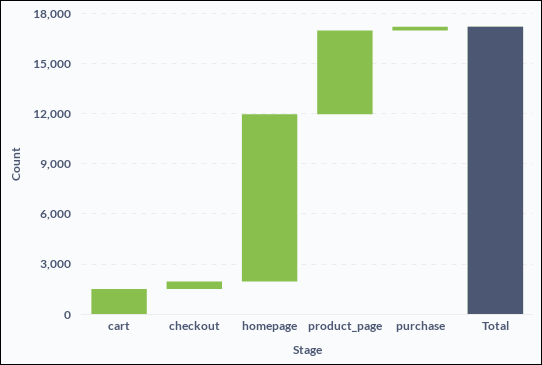 18,000
15,000
12,000
9,000
6,000
3,000
0
Count
cart checkout homepage product_page purchase Total
Stage